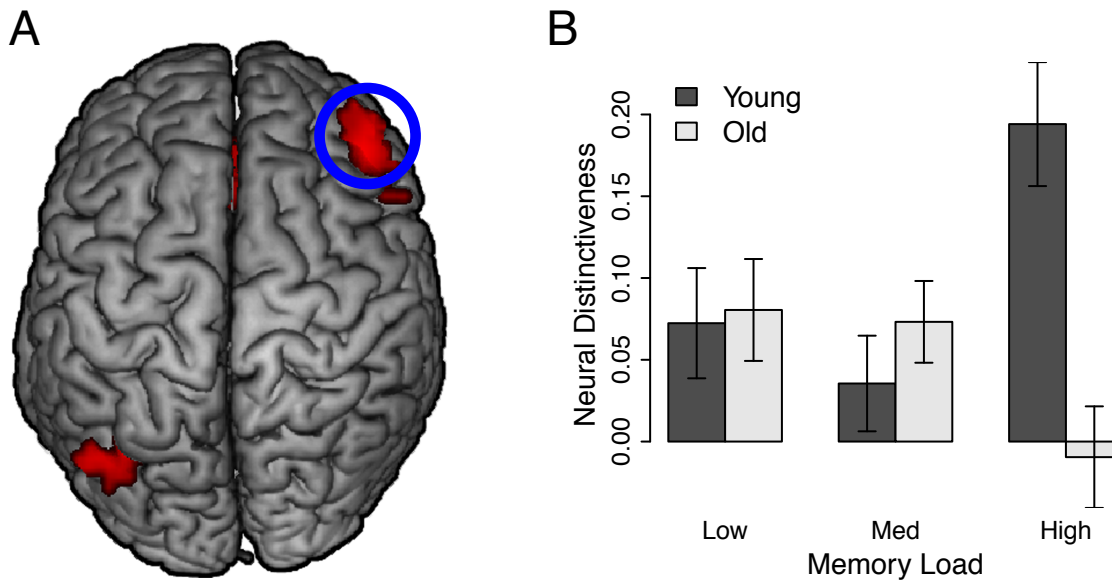 A
B
Young
Old
Neural Distinctiveness
0.00
0.05
0.10
0.15
0.20
Low
Med
High
Memory Load